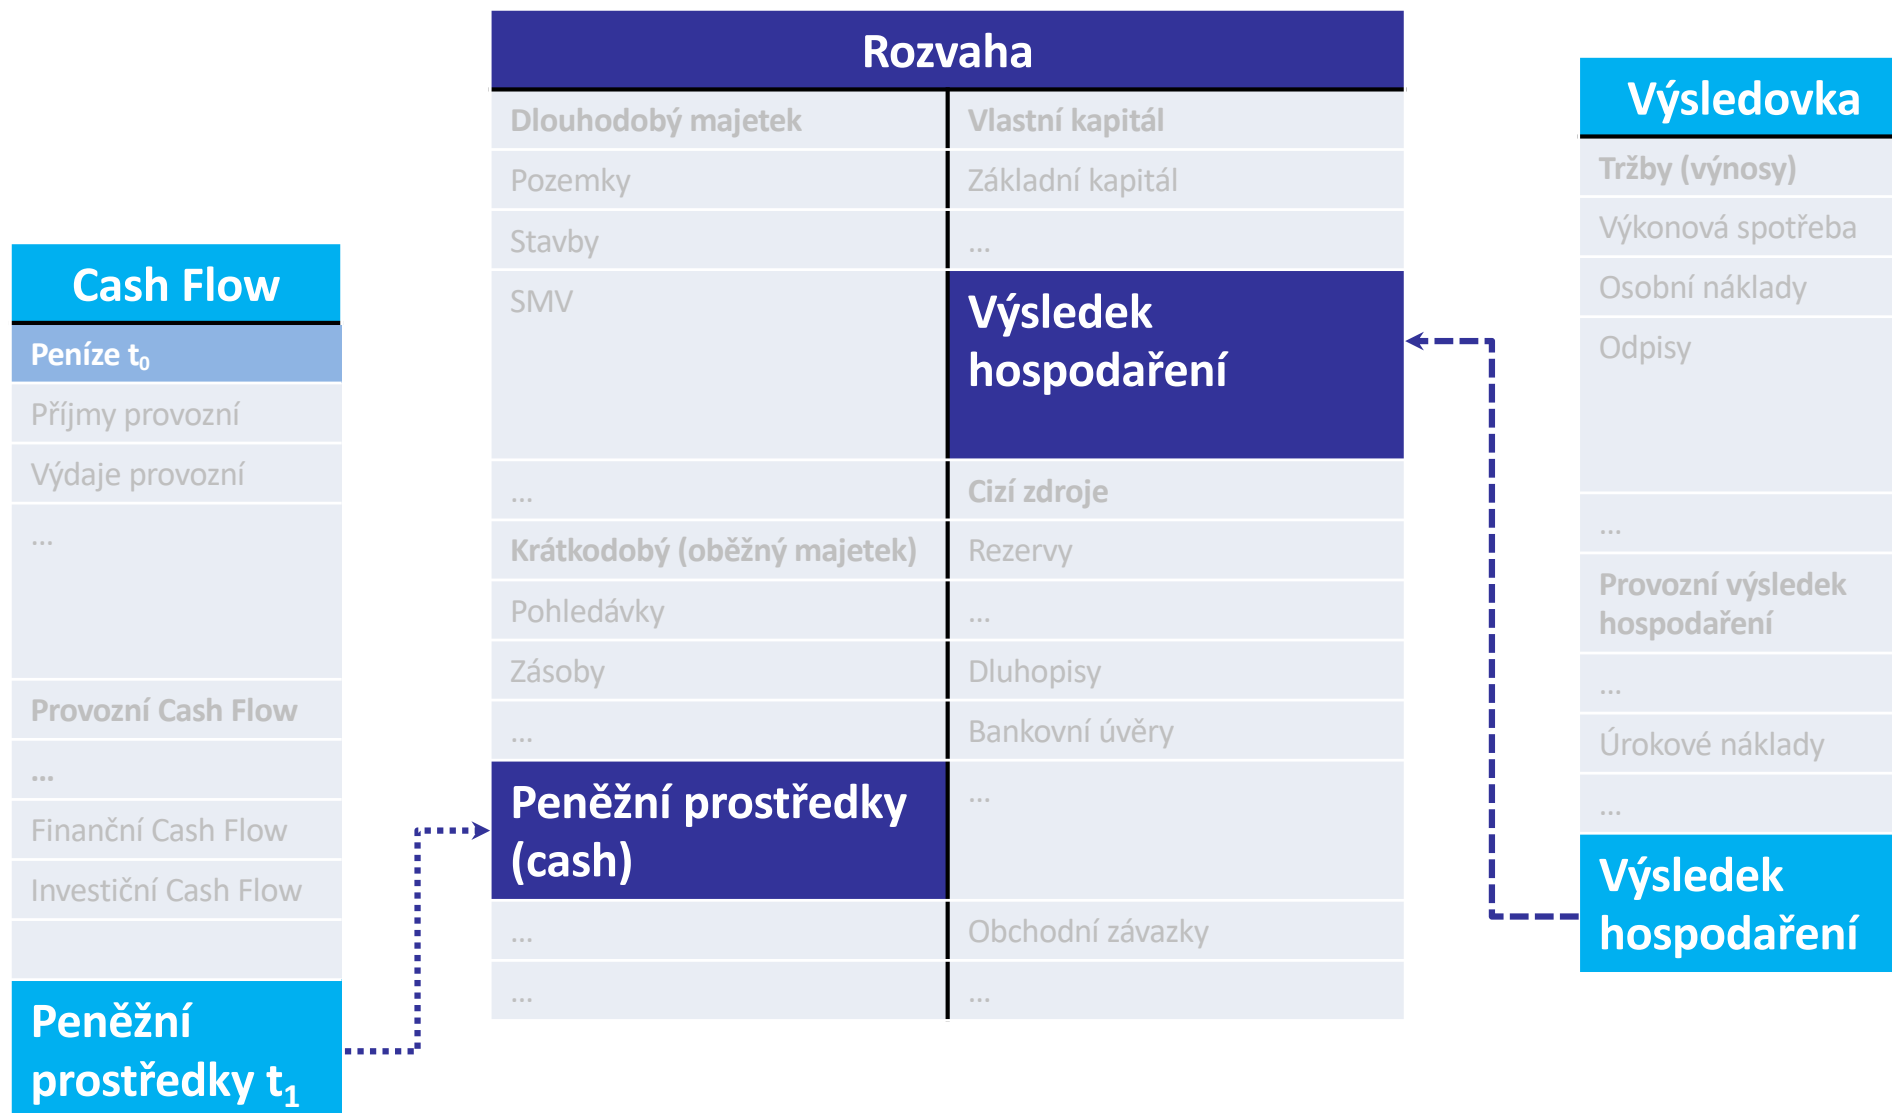 Cash Flow
Peníze t₀
Příjmy provozní
Výdaje provozní
...
Provozní Cash Flow
...
Finanční Cash Flow
Investiční Cash Flow
Peněžní
prostředky t₁
Rozvaha
Dlouhodobý majetek
Vlastní kapitál
Pozemky
Základní kapitál
Stavby
...
SMV
Výsledek
hospodaření
...
Cizí zdroje
Krátkodobý (oběžný majetek)
Rezervy
Pohledávky
...
Zásoby
Dluhopisy
...
Bankovní úvěry
Peněžní prostředky
(cash)
...
...
Obchodní závazky
...
...
Výsledovka
Tržby (výnosy)
Výkonová spotřeba
Osobní náklady
Odpisy
...
Provozní výsledek
hospodaření
...
Úrokové náklady
...
Výsledek
hospodaření